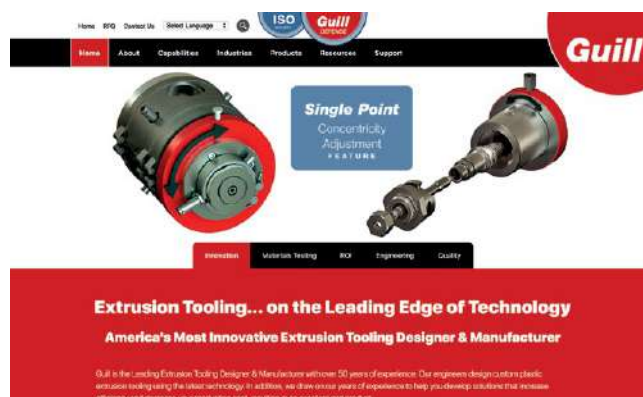 Home RFQ Contact Us Select Language
ISO
Guill
DEFENSE
Home About Capabilities Industries Products Resources Support
Guill
Single Point
Concentricity
Adjustment
FEATURE
Innovation Materials Testing ROI Engineering Quality
Extrusion Tooling... on the Leading Edge of Technology
America's Most Innovative Extrusion Tooling Designer & Manufacturer
Guill is the Leading Extrusion Tooling Designer & Manufacturer with over 50 years of experience. Our engineers design custom plastic
extrusion tooling using the latest technology. In addition, we draw on our years of experience to help you develop solutions that increase